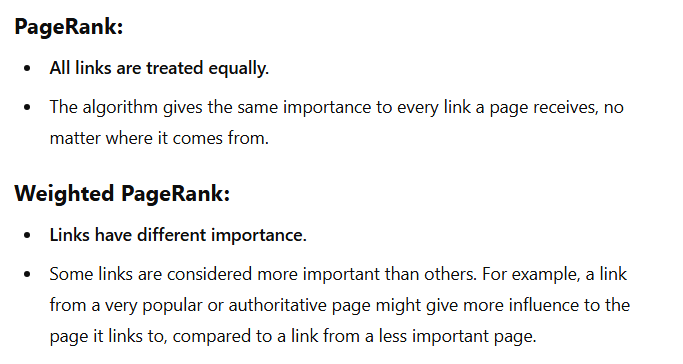 PageRank:
• All links are treated equally.
• The algorithm gives the same importance to every link a page receives, no
matter where it comes from.
Weighted PageRank:
• Links have different importance.
• Some links are considered more important than others. For example, a link
from a very popular or authoritative page might give more influence to the
page it links to, compared to a link from a less important page.